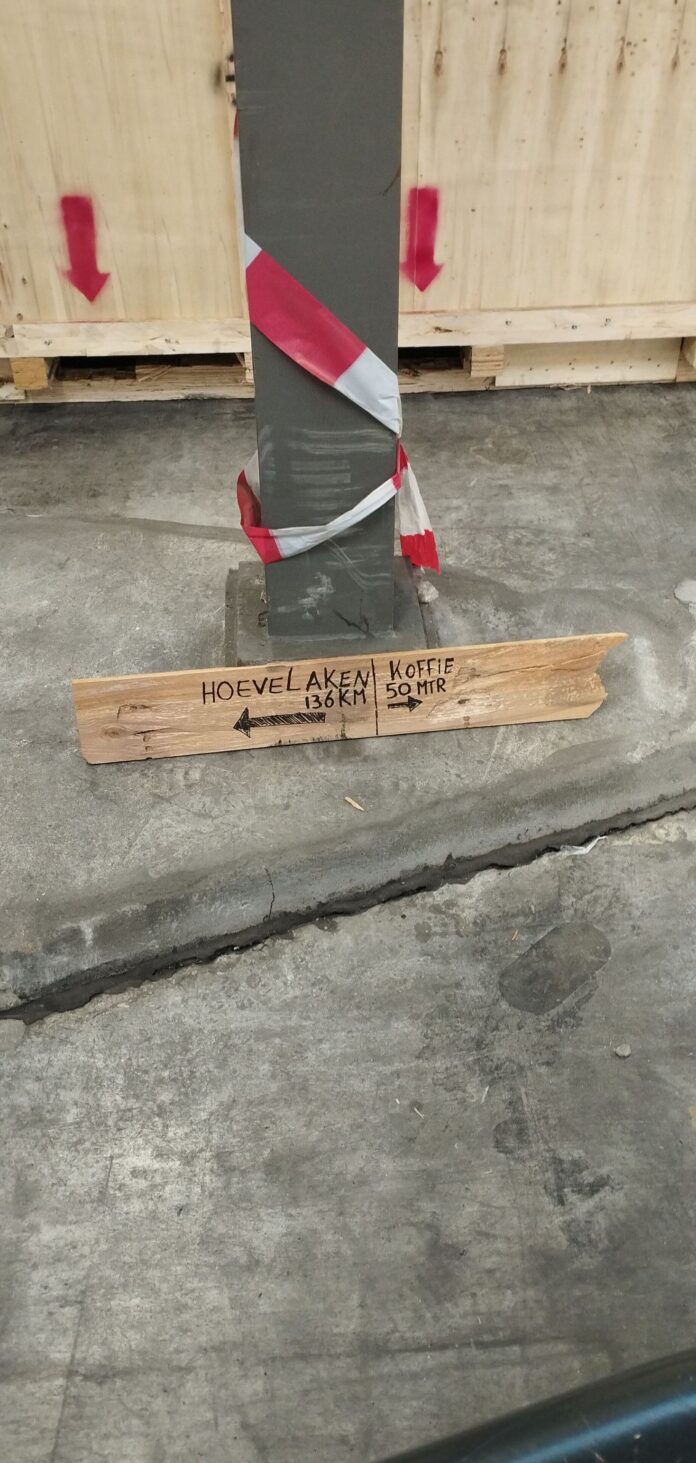 HOEVELAKEN
136KM
KOFFIE
50 MTR